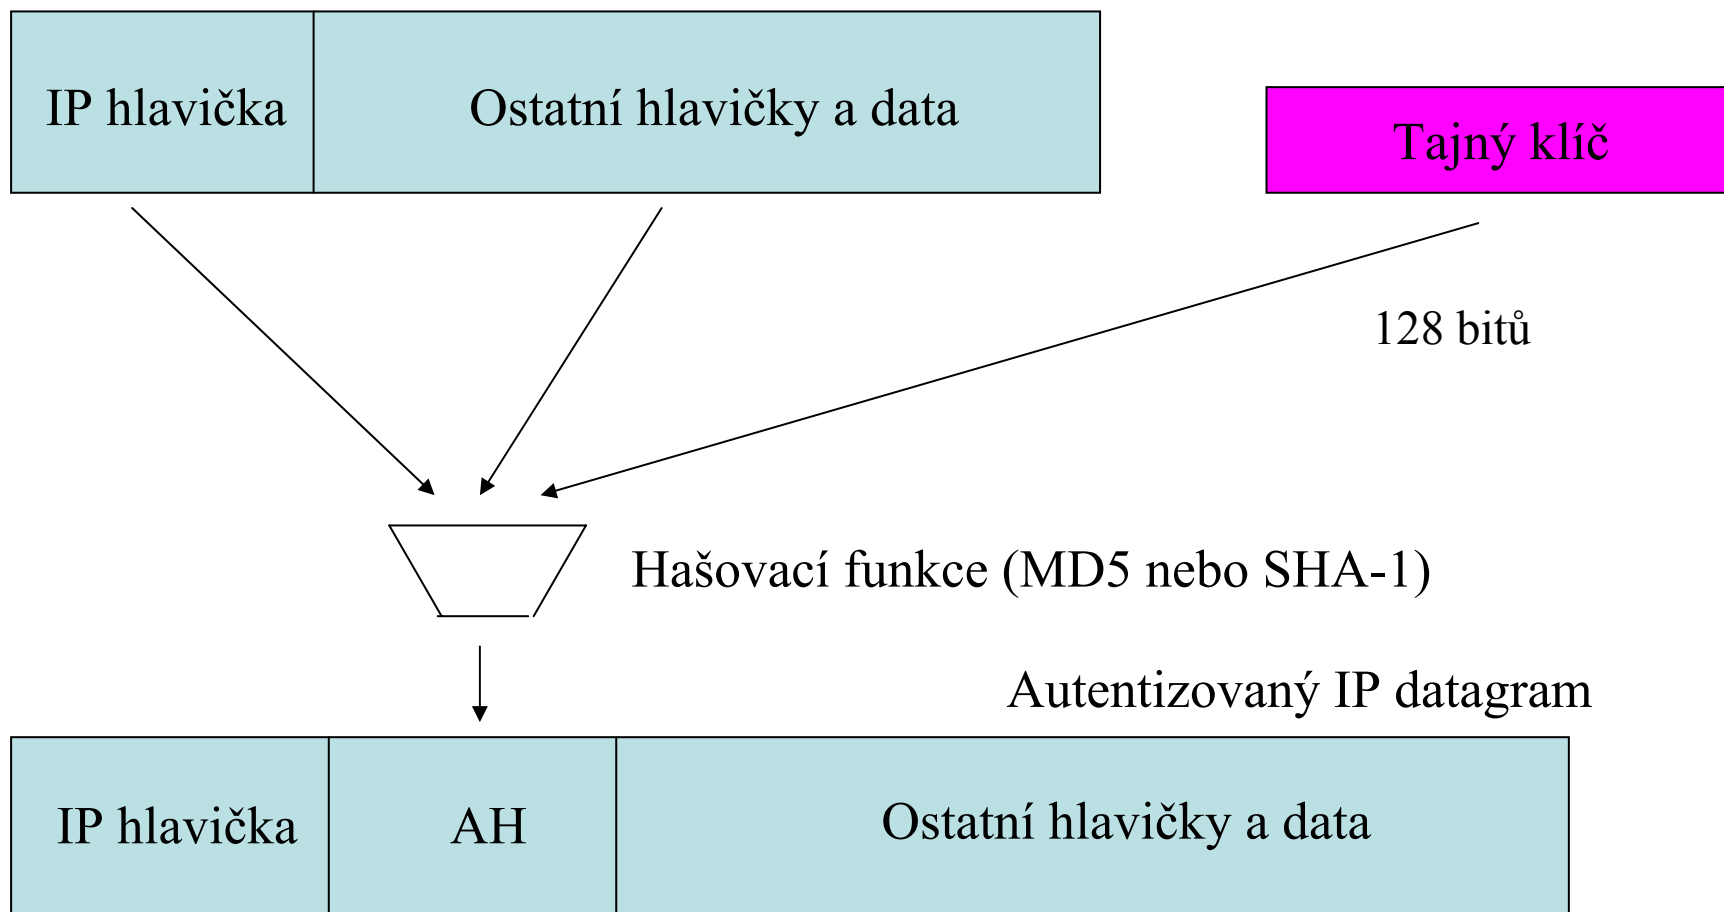 IP hlavička
Ostatní hlavičky a data
Tajný klíč
128 bitů
Hašovací funkce (MD5 nebo SHA-1)
Autentizovaný IP datagram
IP hlavička
AH
Ostatní hlavičky a data